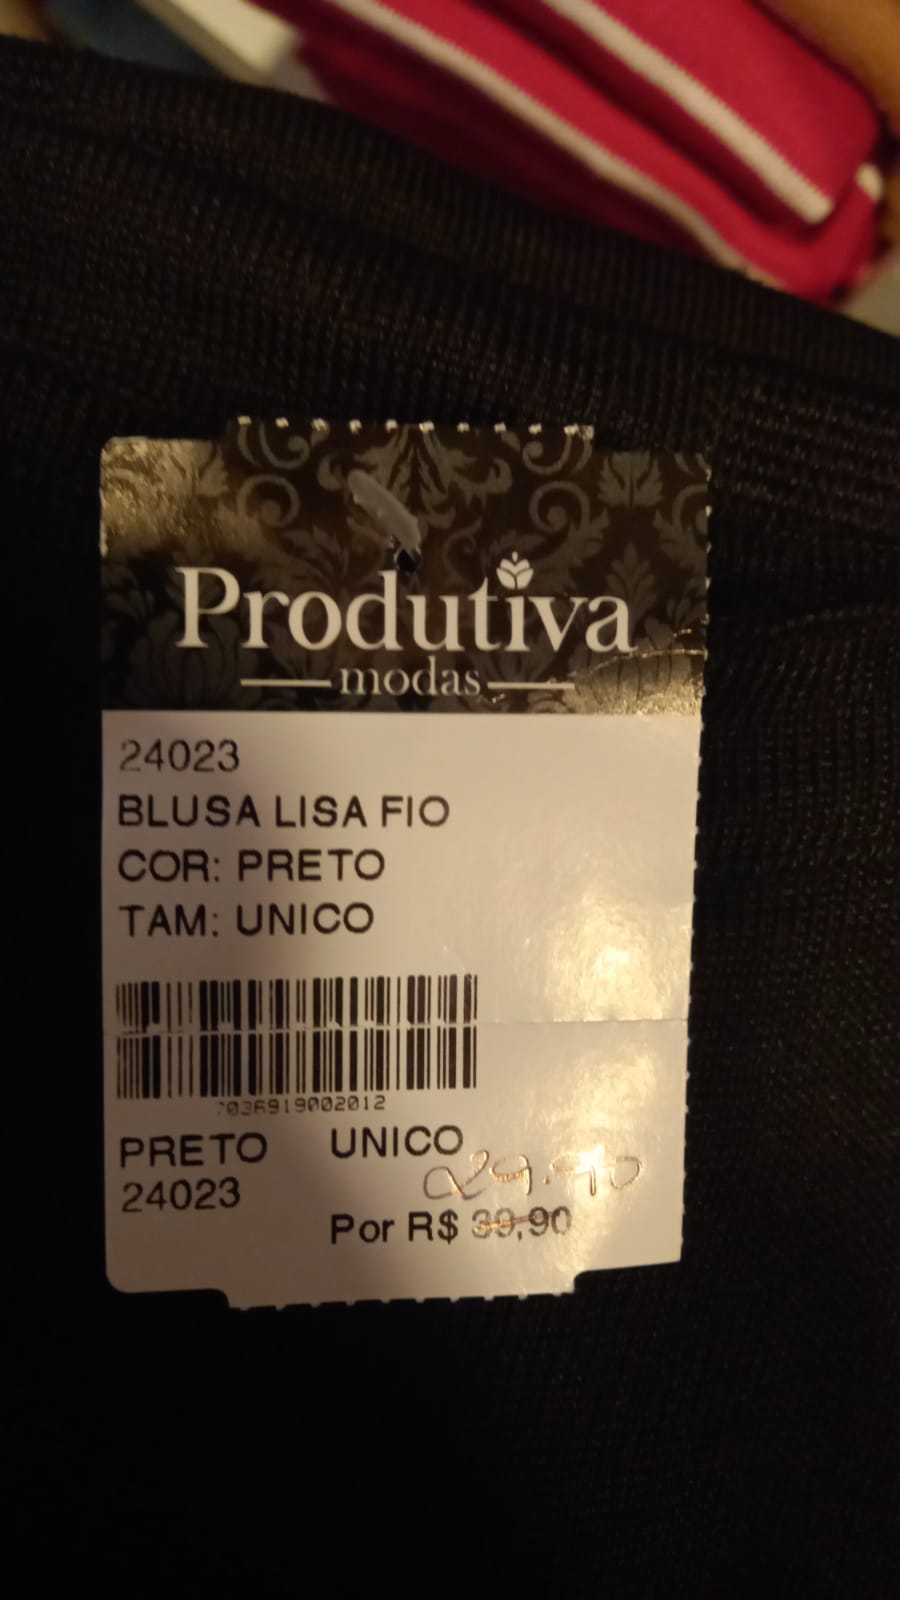 Produtiva
modas
24023
BLUSA LISA FIO
COR: PRETO
TAM: UNICO
7036919002012
PRETO UNICO
29.90
24023
Por R$ 39,90